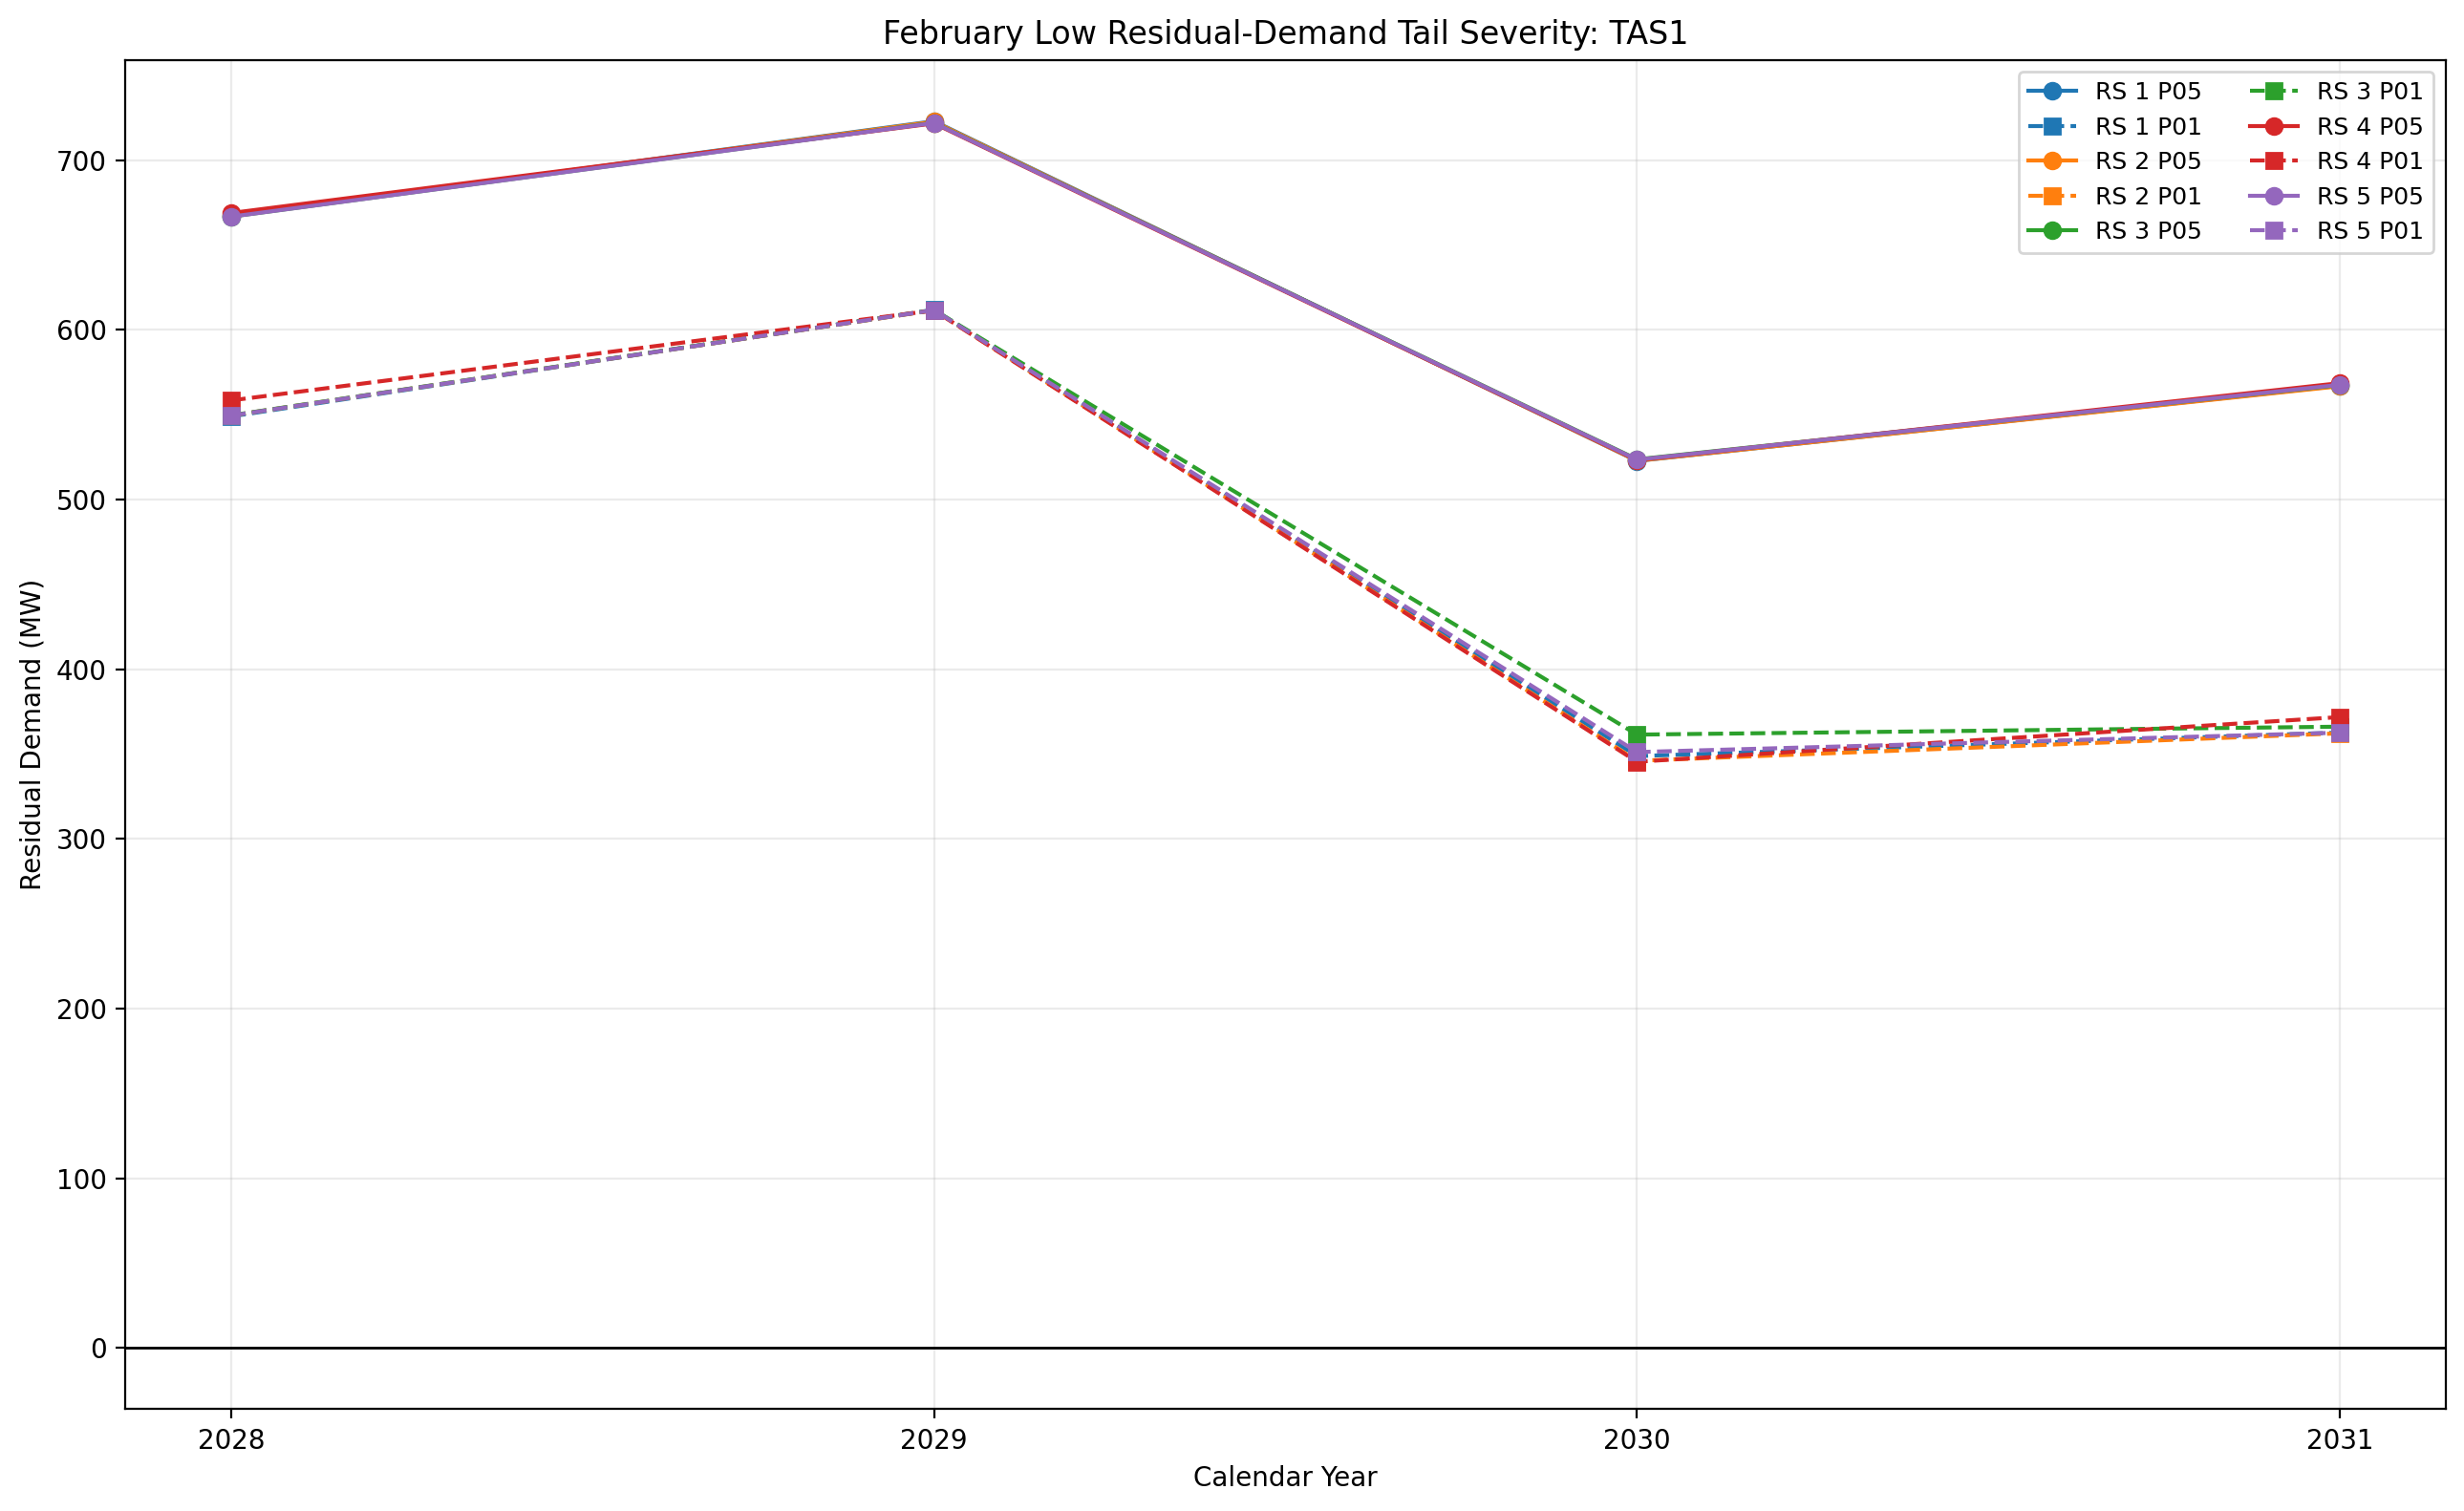 February Low Residual-Demand Tail Severity: TAS1
RS 1 P05
RS 1 P01
RS 2 P05
RS 2 P01
RS 3 P05
RS 3 P01
RS 4 P05
RS 4 P01
RS 5 P05
RS 5 P01
Residual Demand (MW)
700
600
500
400
300
200
100
0
2028 2029 2030 2031
Calendar Year